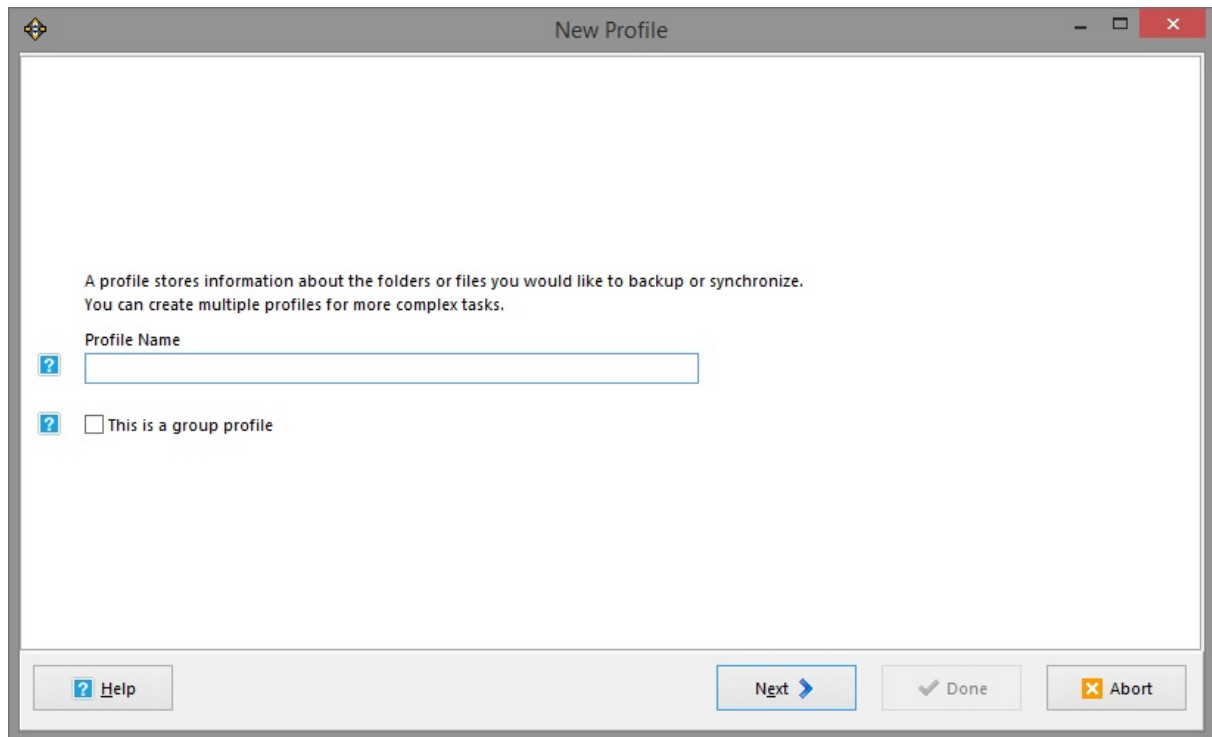 New Profile
A profile stores information about the folders or files you would like to backup or synchronize.
You can create multiple profiles for more complex tasks.
Profile Name
?
? This is a group profile
? Help
Next
Done
Abort